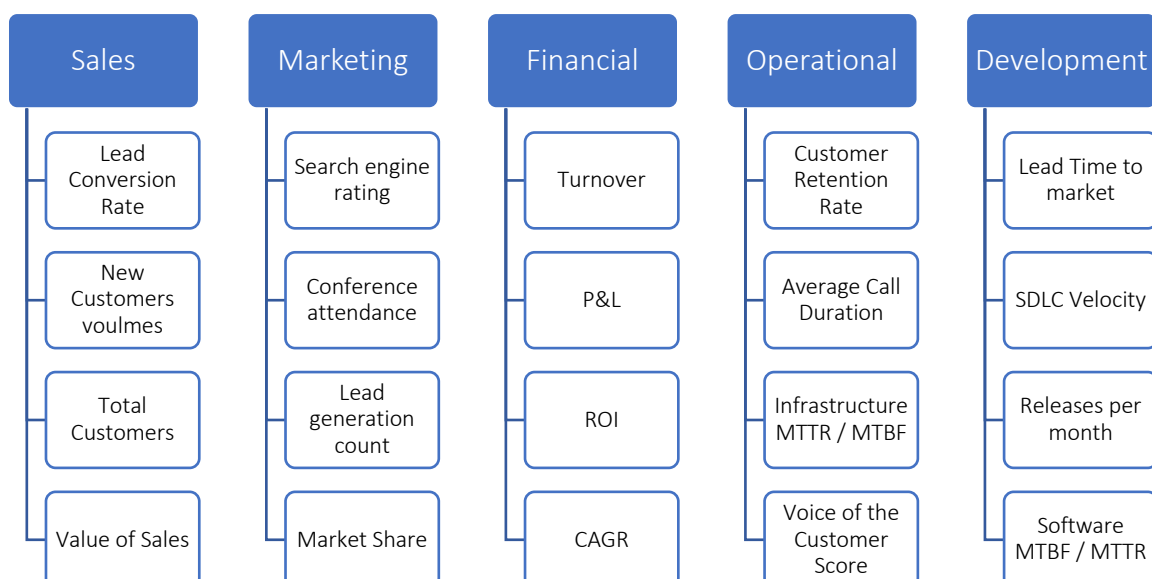 Sales
Lead
Conversion
Rate
New
Customers
voulmes
Total
Customers
Value of Sales
Marketing
Search engine
rating
Conference
attendance
Lead
generation
count
Market Share
Financial
Turnover
P&L
ROI
CAGR
Operational
Customer
Retention
Rate
Average Call
Duration
Infrastructure
MTTR / MTBF
Voice of the
Customer
Score
Development
Lead Time to
market
SDLC Velocity
Releases per
month
Software
MTBF / MTTR